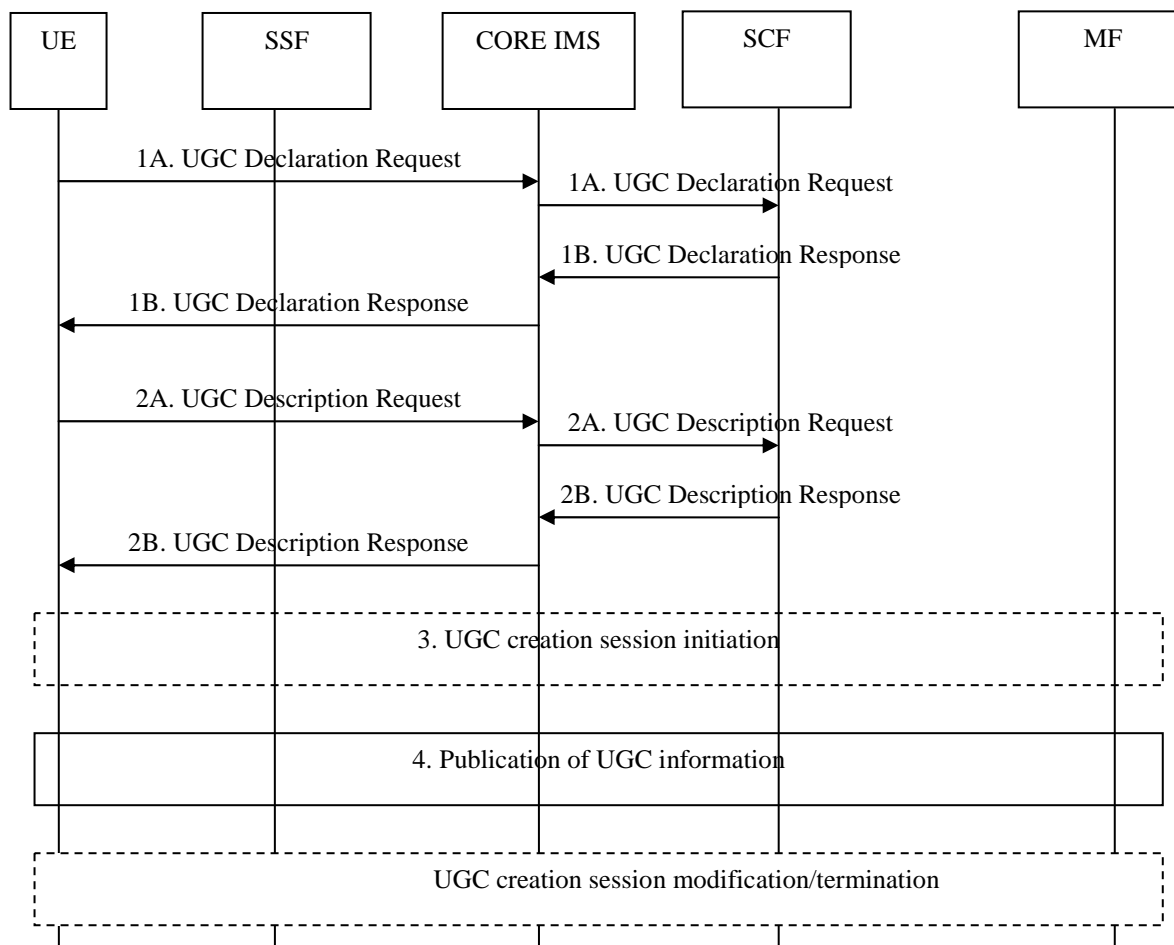 UE
SSF
CORE IMS
SCF
MF
1A. UGC Declaration Request
1A. UGC Declaration Request
1B. UGC Declaration Response
1B. UGC Declaration Response
2A. UGC Description Request
2A. UGC Description Request
2B. UGC Description Response
2B. UGC Description Response
3. UGC creation session initiation
4. Publication of UGC information
UGC creation session modification/termination